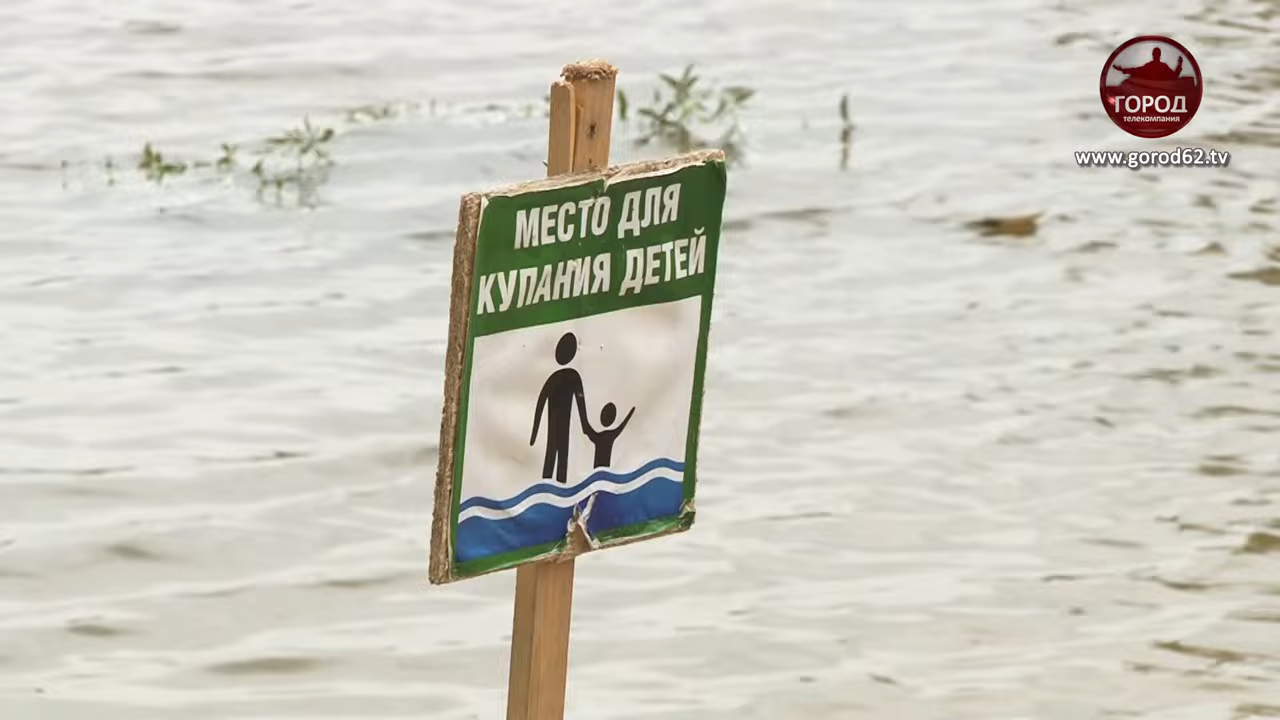 МЕСТО ДЛЯ
КУПАНИЯ ДЕТЕЙ
ГОРОД
телекомпания
www.gorod62.tv